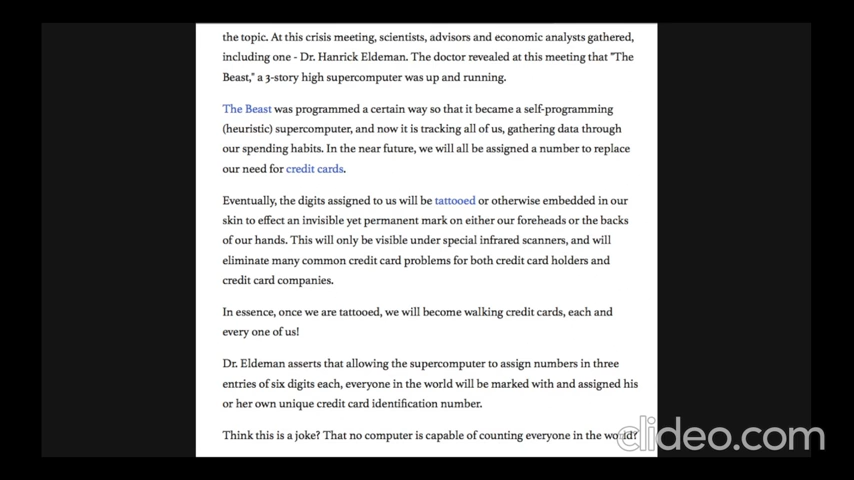 the topic. At this crisis meeting, scientists, advisors and economic analysts gathered,
including one - Dr. Hanrick Eldeman. The doctor revealed at this meeting that "The
Beast," a 3-story high supercomputer was up and running.
The Beast was programmed a certain way so that it became a self-programming
(heuristic) supercomputer, and now it is tracking all of us, gathering data through
our spending habits. In the near future, we will all be assigned a number to replace
our need for credit cards.
Eventually, the digits assigned to us will be tattooed or otherwise embedded in our
skin to effect an invisible yet permanent mark on either our foreheads or the backs
of our hands. This will only be visible under special infrared scanners, and will
eliminate many common credit card problems for both credit card holders and
credit card companies.
In essence, once we are tattooed, we will become walking credit cards, each and
every one of us!
Dr. Eldeman asserts that allowing the supercomputer to assign numbers in three
entries of six digits each, everyone in the world will be marked with and assigned his
or her own unique credit card identification number.
Think this is a joke? That no computer is capable of counting everyone in the world?
clideo.com